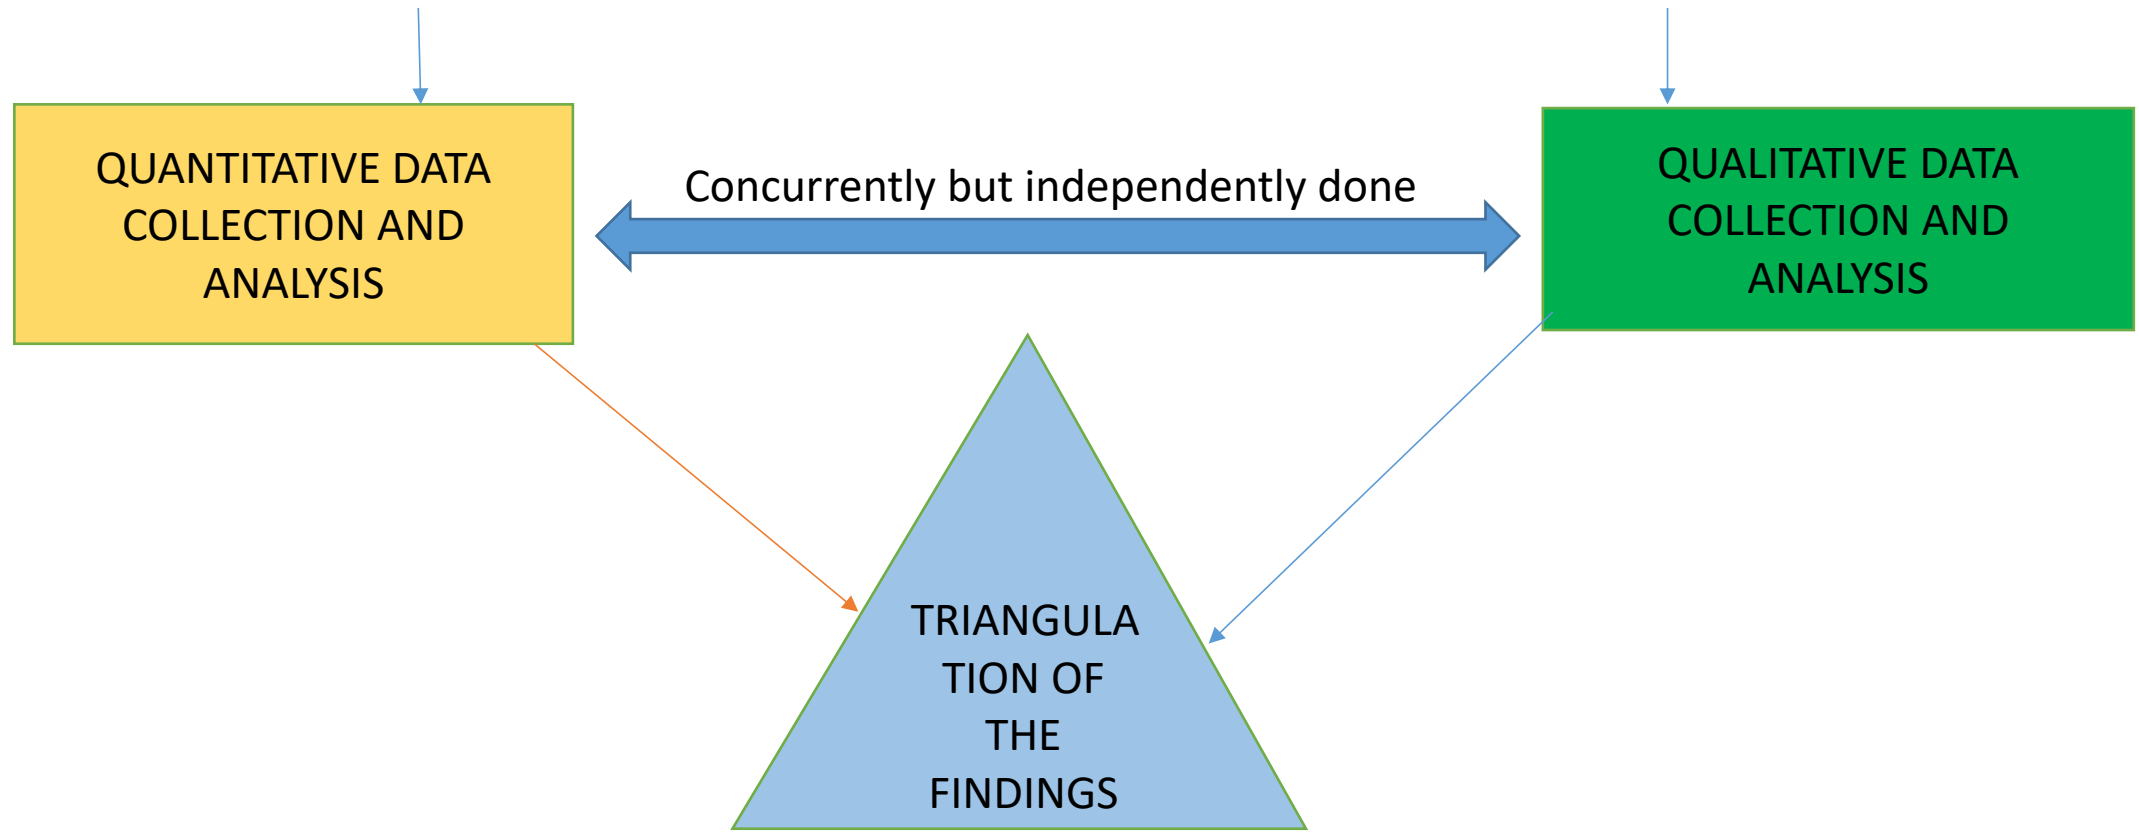 QUANTITATIVE DATA
COLLECTION AND
ANALYSIS
Concurrently but independently done
QUALITATIVE DATA
COLLECTION AND
ANALYSIS
TRIANGULA
TION OF
THE
FINDINGS